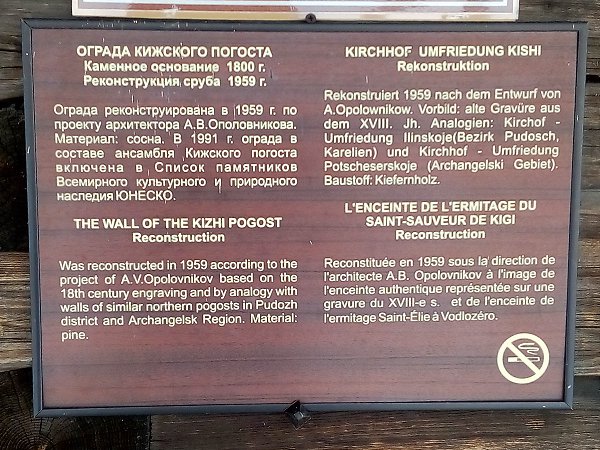 ОГРАДА КИЖСКОГО ПОГОСТА
Каменное основание 1800 г.
Реконструкция сруба 1959 г.
Ограда реконструирована в 1959 г. по
проекту архитектора А.В.Ополовникова.
Материал: сосна. В 1991 г. ограда в
составе ансамбля Кижского погоста
включена в Список памятников
Всемирного культурного и природного
наследия ЮНЕСКО.
THE WALL OF THE KIZHI POGOST
Reconstruction
Was reconstructed in 1959 according to the
project of A.V.Opolovnikov based on the
18th century engraving and by analogy with
walls of similar northern pogosts in Pudozh
district and Archangelsk Region. Material:
pine.
KIRCHHOF UMFRIEDUNG KISHI
Rekonstruktion
Rekonstruiert 1959 nach dem Entwurf von
A.Opolownikow. Vorbild: alte Gravüre aus
dem XVIII. Jh. Analogien: Kirchof -
Umfriedung Ilinskoje(Bezirk Pudosch,
Karelien) und Kirchhof - Umfriedung
Potscheserskoje (Archangelski Gebiet).
Baustoff: Kiefernholz.
L'ENCEINTE DE L'ERMITAGE DU
SAINT-SAUVEUR DE KIGI
Reconstruction
Reconstituée en 1959 sous la direction de
l'architecte A.B. Opolovnikov à l'image de
l'enceinte authentique représentée sur une
gravure du XVIII-e s. et de l'enceinte de
l'ermitage Saint-Élie à Vodlozéro.